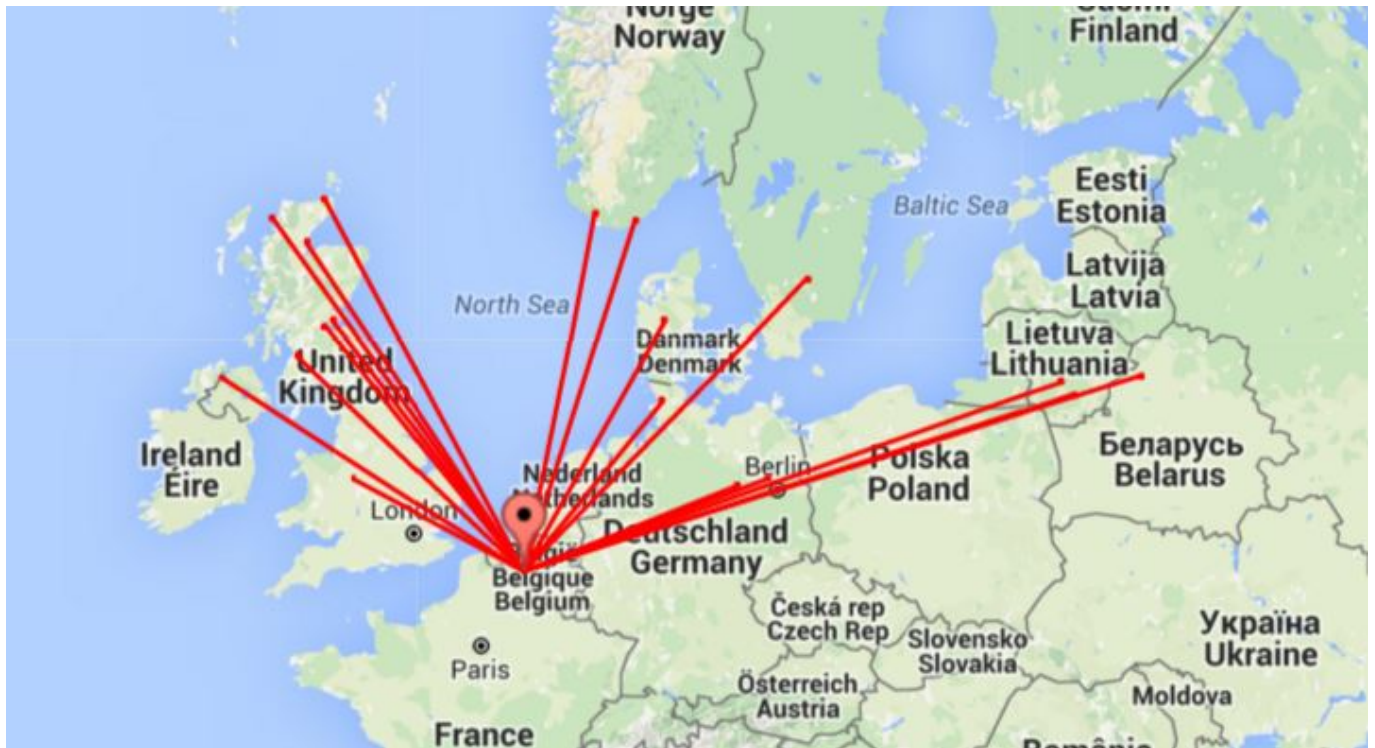 Norge
Norway
Suomi
Finland
Eesti
Estonia
Baltic Sea
Latvija
Latvia
North Sea
Danmark
Denmark
Lietuva
Lithuania
United
Kingdom
Ireland
Éire
Nederland
Netherlands
Berlin
Polska
Poland
Беларусь
Belarus
London
Deutschland
Germany
België
Belgique
Belgium
Česká rep
Czech Rep
Slovensko
Slovakia
Україна
Ukraine
Paris
Österreich
Austria
Moldova
France
România